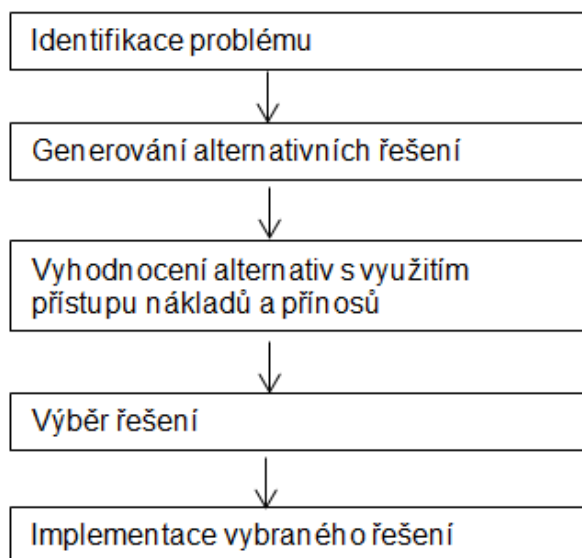 Identifikace problému
Generování alternativních řešení
Vyhodnocení alternativ s využitím
přístupu nákladů a přínosů
Výběr řešení
Implementace vybraného řešení